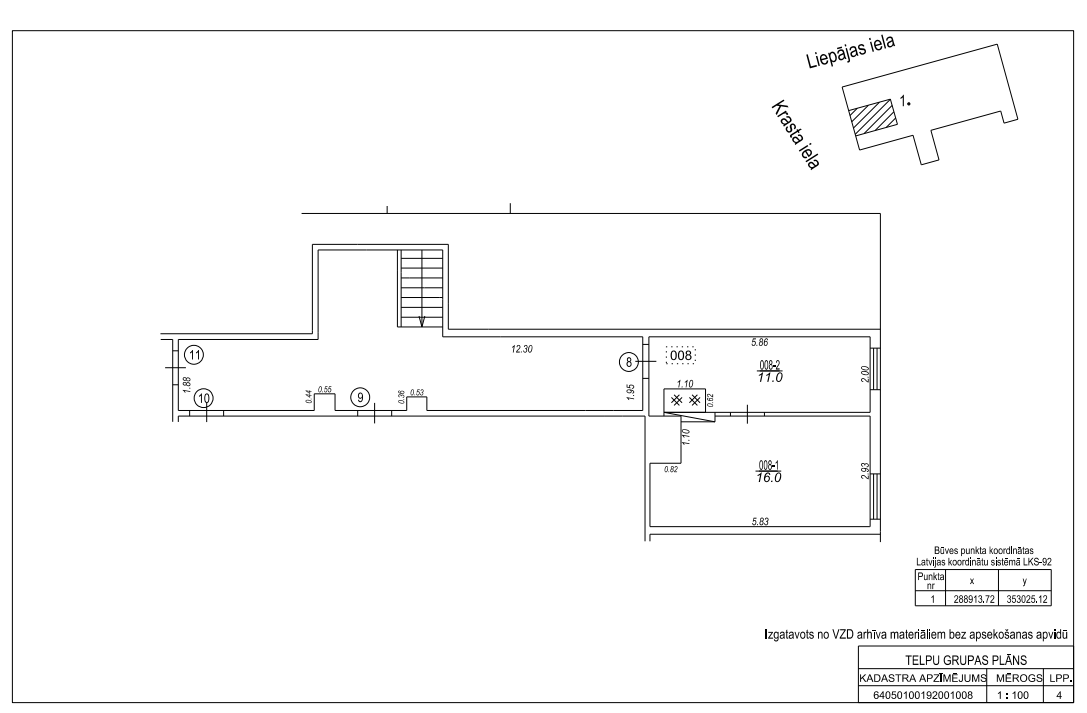 Liepājas iela
Krasta iela
1.
11
1.88
10
0.44
0.55
9
0.36
0.53
12.30
1.95
8
008
5.86
008-2
11.0
2.00
1.10
0.62
1.10
0.82
008-1
16.0
2.93
5.83
Būves punkta koordinātas
Latvijas koordinātu sistēmā LKS-92
Punkta nr x y
1 288913.72 353025.12
Izgatavots no VZD arhīva materiāliem bez apsekošanas apvidū
TELPU GRUPAS PLĀNS
KADASTRA APZĪMĒJUMS MĒROGS LPP.
64050100192001008 1 : 100 4